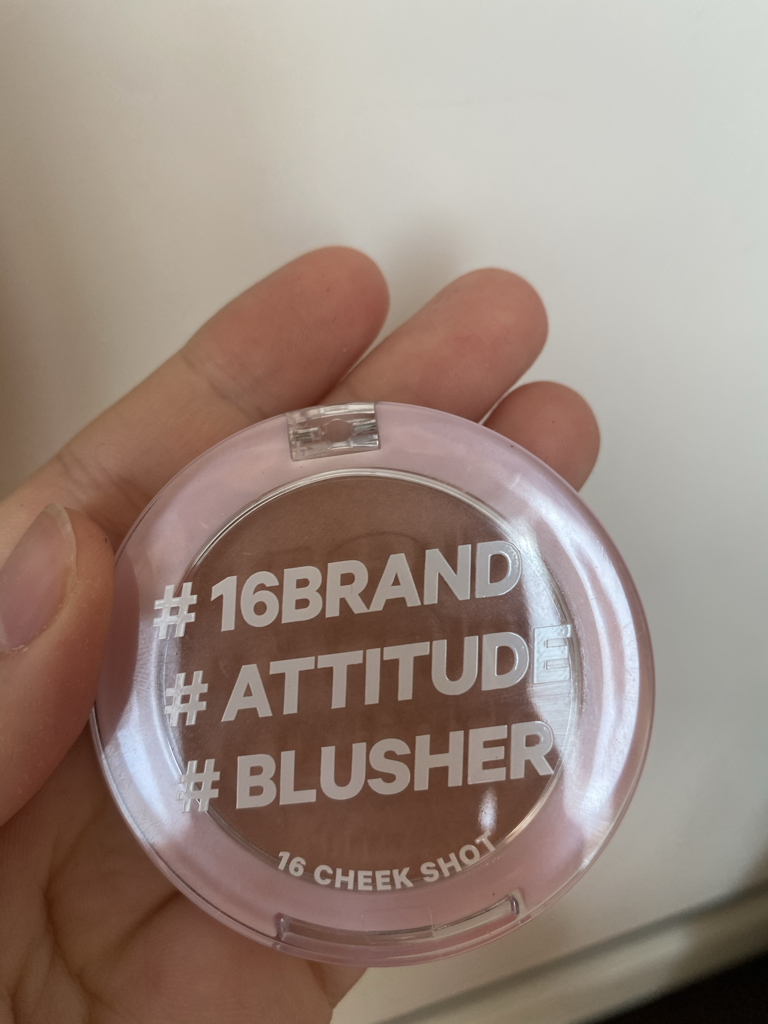 # 16BRAND
# ATTITUDE
# BLUSHER
16 CHEEK SHOT